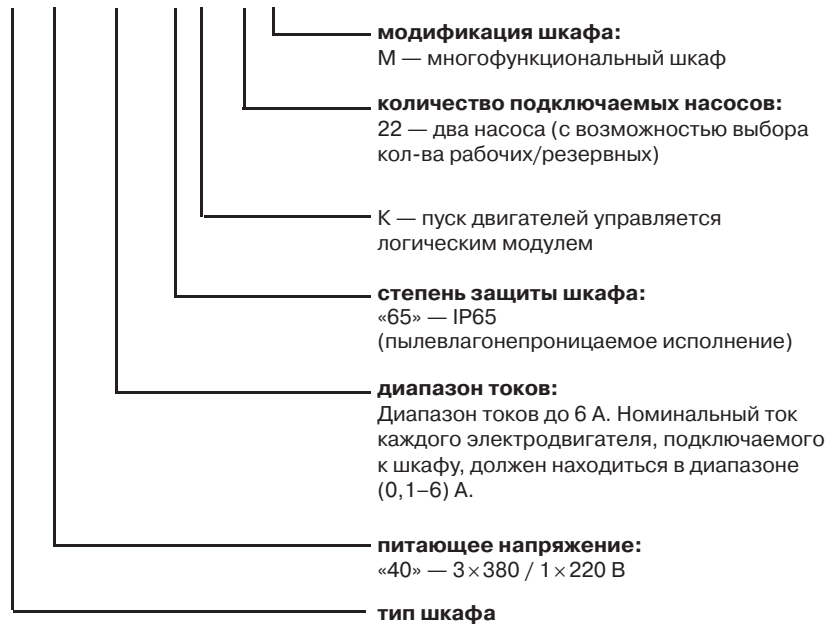 модификация шкафа:
М — многофункциональный шкаф
количество подключаемых насосов:
22 — два насоса (с возможностью выбора
кол-ва рабочих/резервных)
К — пуск двигателей управляется
логическим модулем
степень защиты шкафа:
«65» — IP65
(пылевлагонепроницаемое исполнение)
диапазон токов:
Диапазон токов до 6 А. Номинальный ток
каждого электродвигателя, подключаемого
к шкафу, должен находиться в диапазоне
(0,1–6) А.
питающее напряжение:
«40» — 3×380 / 1×220 В
тип шкафа